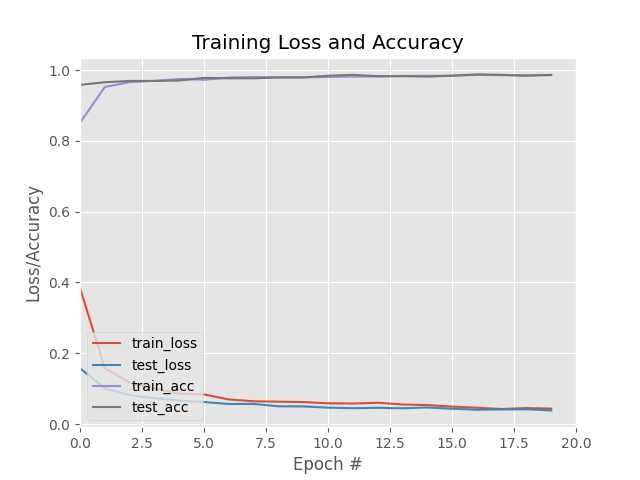 Training Loss and Accuracy
1.0
0.8
0.6
0.4
0.2
0.0
Loss/Accuracy
train_loss
test_loss
train_acc
test_acc
0.0 2.5 5.0 7.5 10.0 12.5 15.0 17.5 20.0
Epoch #